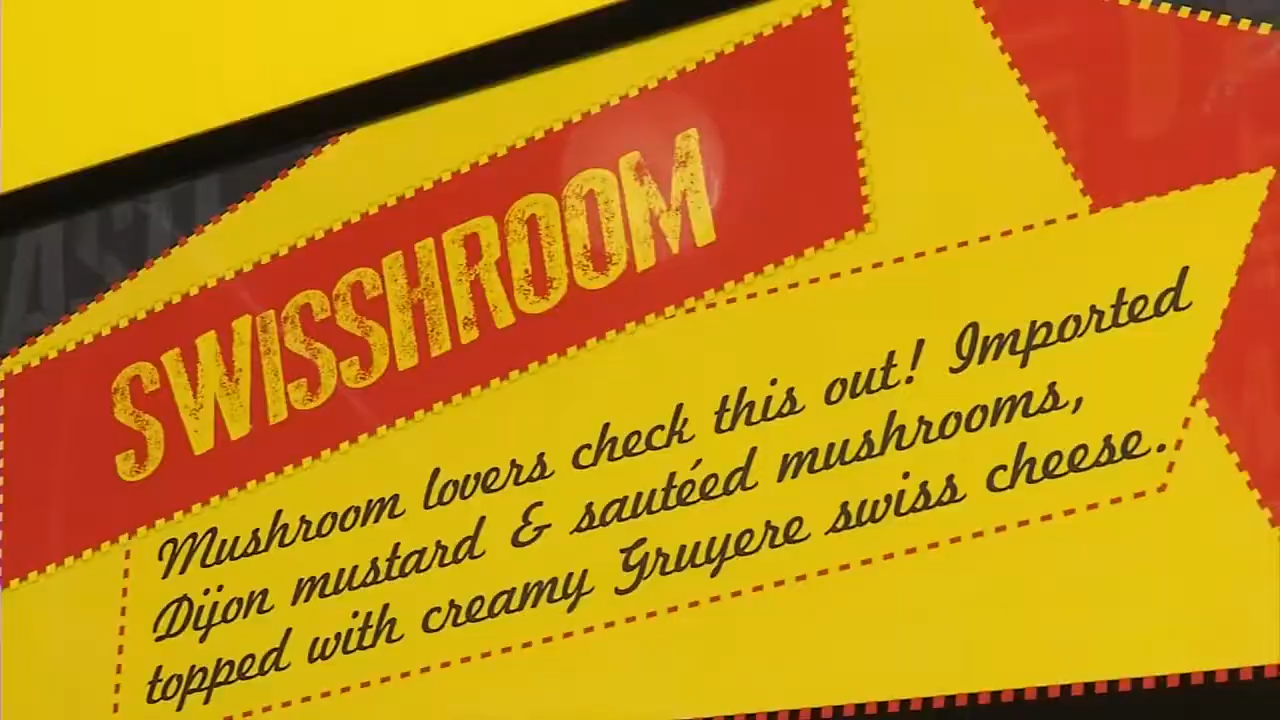 SWISSHROOM
Mushroom lovers check this out! Imported
Dijon mustard & sautéed mushrooms,
topped with creamy Gruyere swiss cheese.